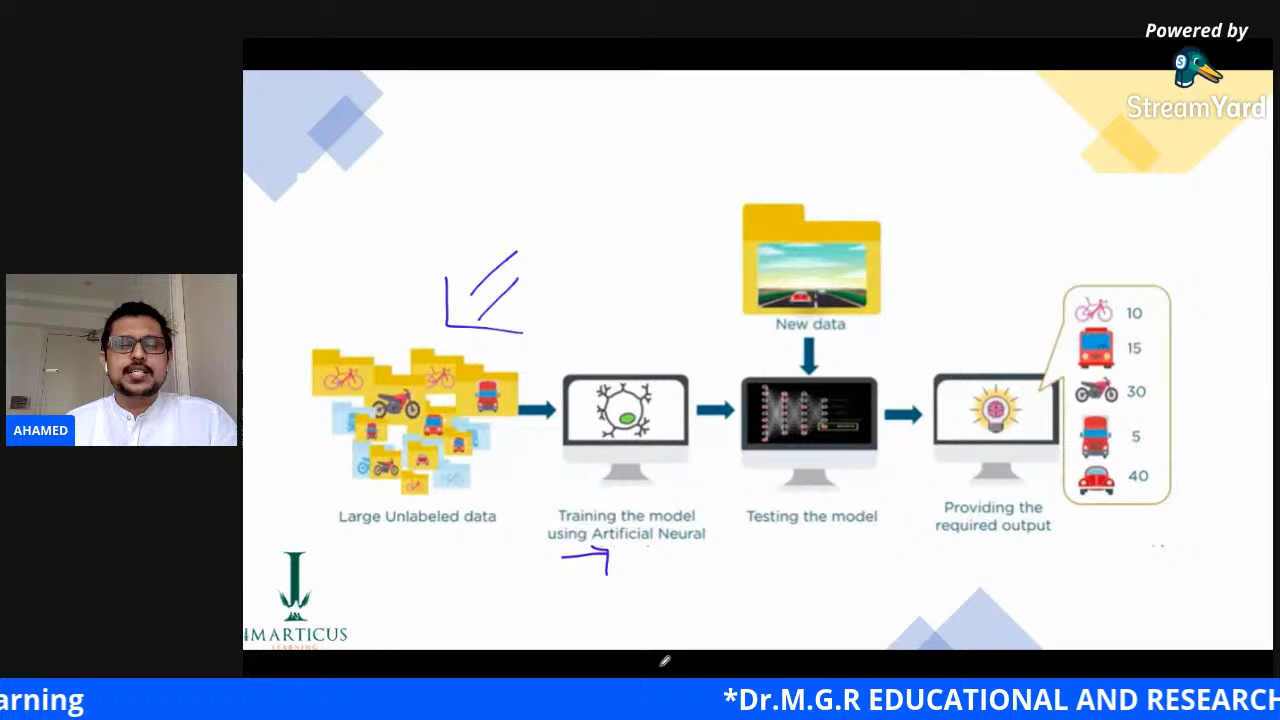 Powered by
StreamYard
New data
10
15
30
5
40
AHAMED
Large Unlabeled data
Training the model
using Artificial Neural
Testing the model
Providing the
required output
IMARTICUS
LEARNING
arning
*Dr.M.G.R EDUCATIONAL AND RESEARCH